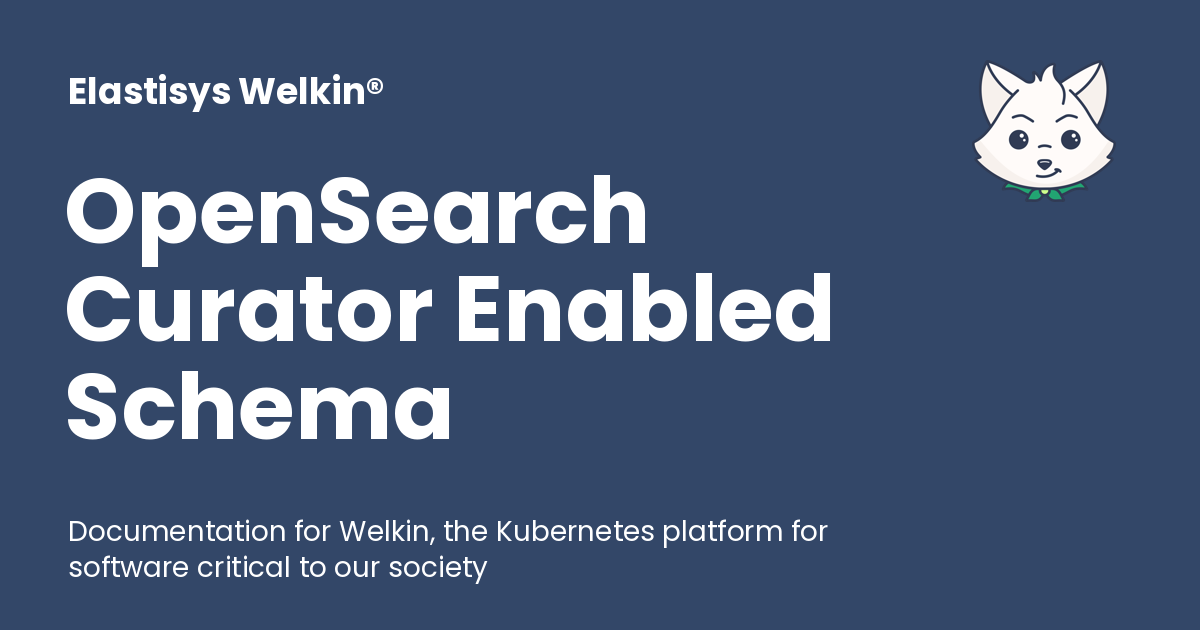 Elastisys Welkin®
OpenSearch
Curator Enabled
Schema
Documentation for Welkin, the Kubernetes platform for
software critical to our society